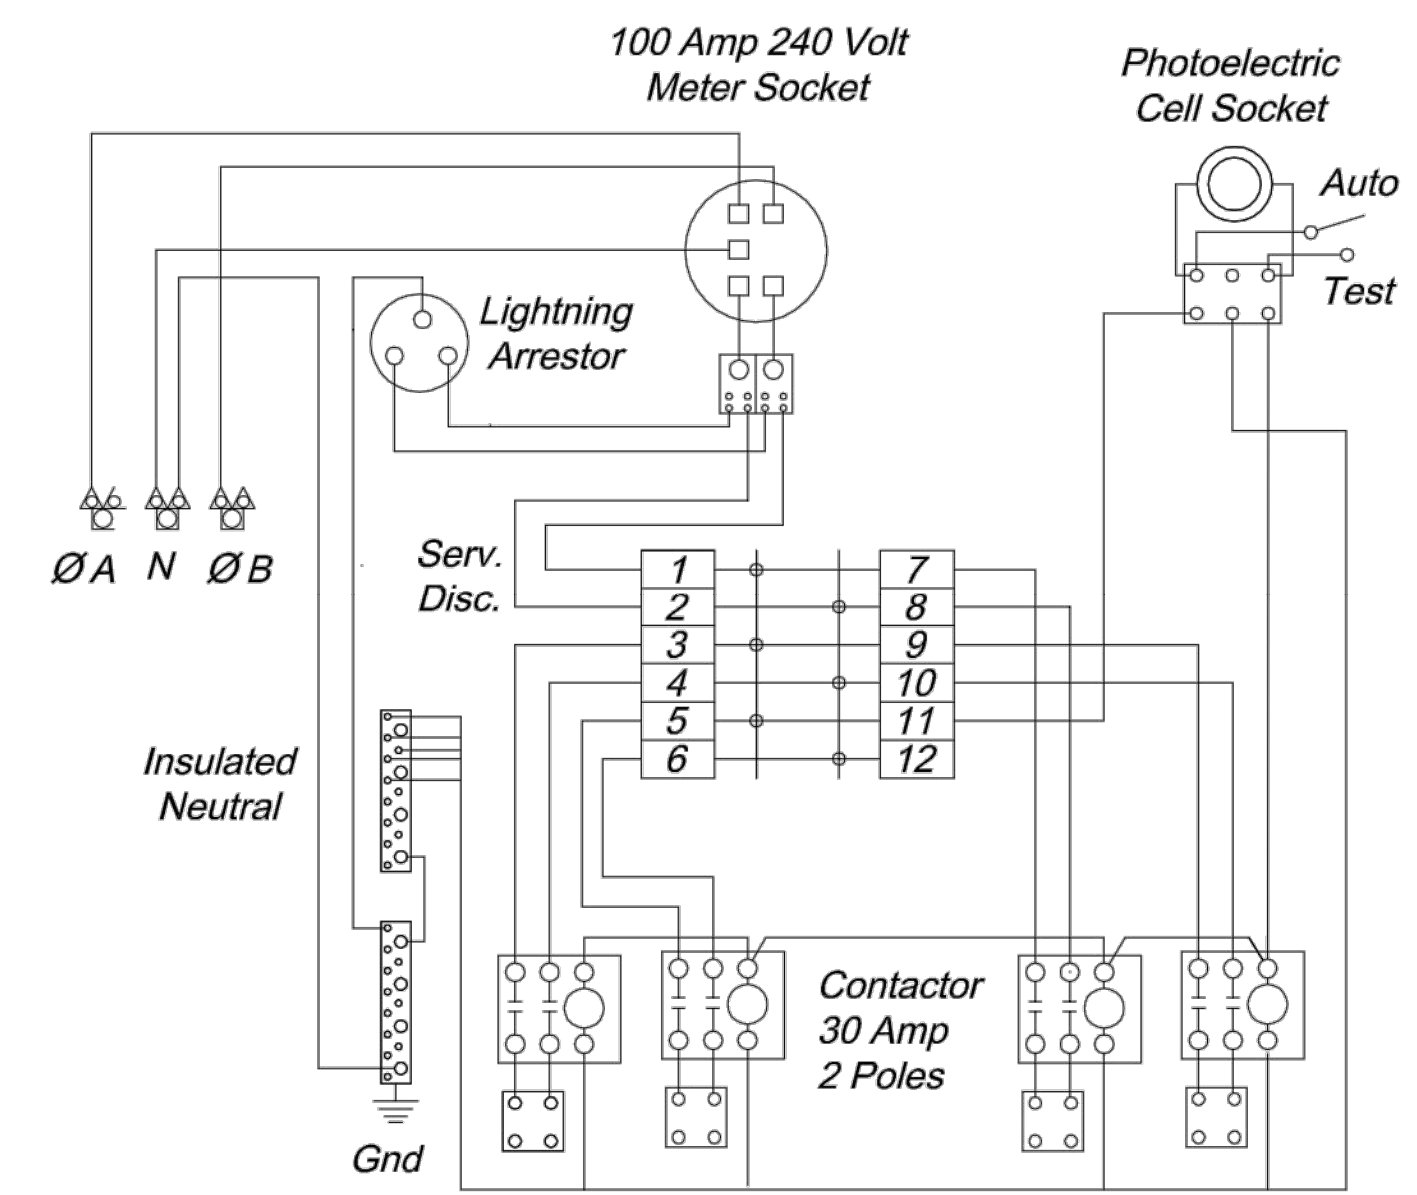 100 Amp 240 Volt
Meter Socket
Photoelectric
Cell Socket
Auto
Test
Lightning
Arrestor
ØA
N
ØB
Serv.
Disc.
1
7
2
8
3
9
4
10
5
11
6
12
Insulated
Neutral
Contactor
30 Amp
2 Poles
Gnd